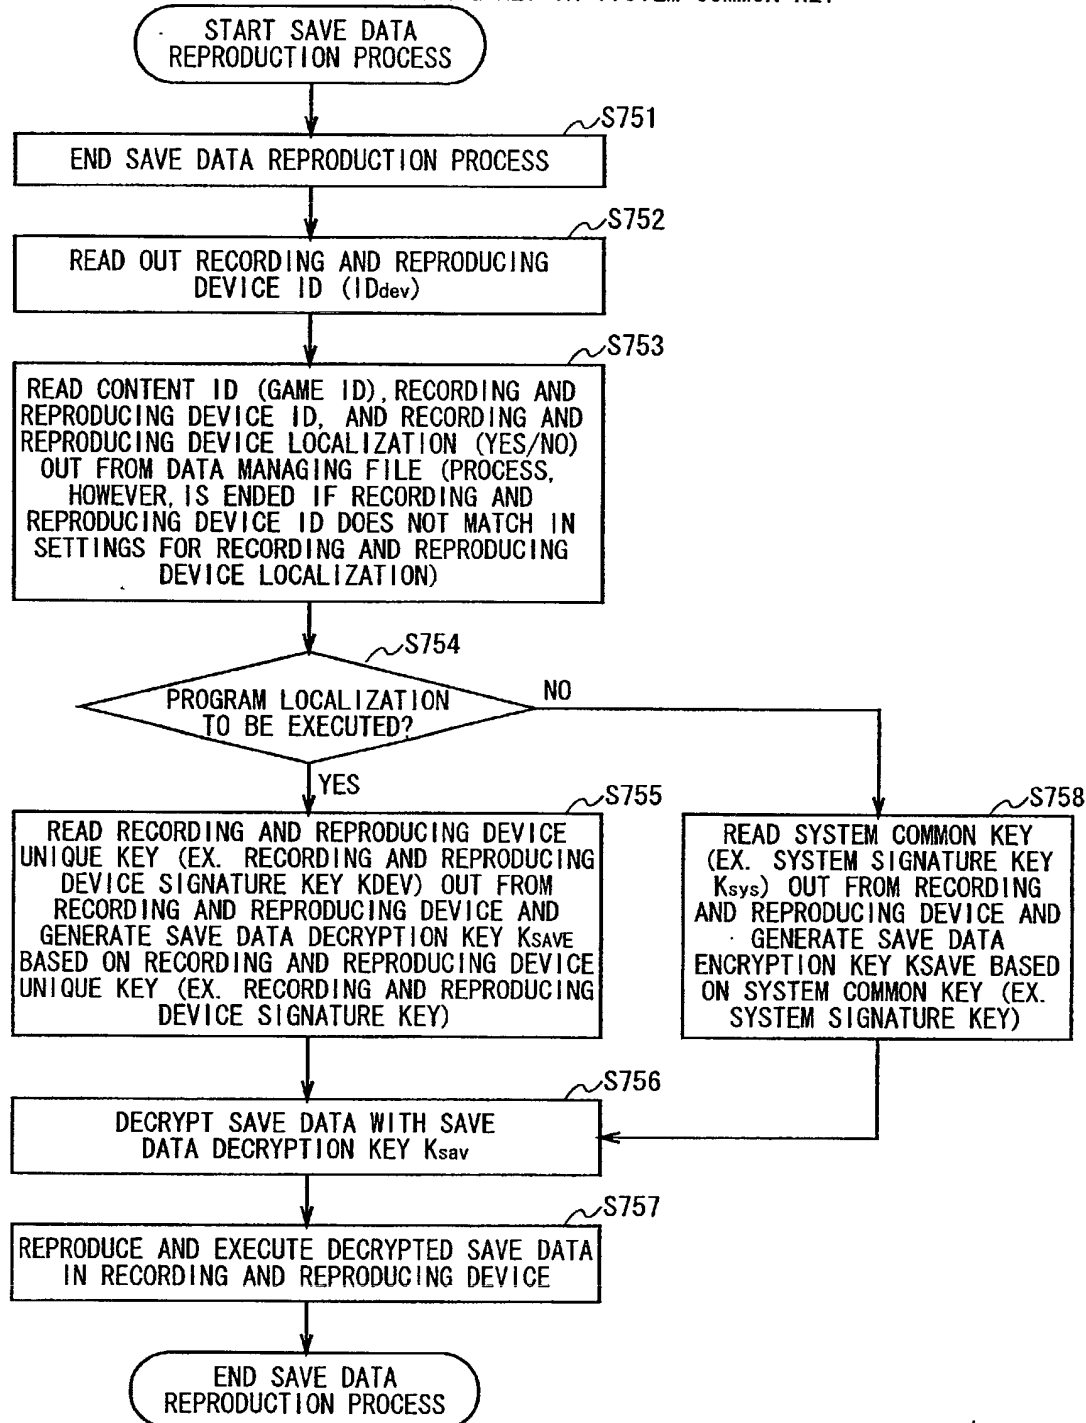 SYSTEM COMMON KEY
START SAVE DATA
REPRODUCTION PROCESS
S751
END SAVE DATA REPRODUCTION PROCESS
S752
READ OUT RECORDING AND REPRODUCING
DEVICE ID (IDdev)
S753
READ CONTENT ID (GAME ID), RECORDING AND
REPRODUCING DEVICE ID, AND RECORDING AND
REPRODUCING DEVICE LOCALIZATION (YES/NO)
OUT FROM DATA MANAGING FILE (PROCESS,
HOWEVER, IS ENDED IF RECORDING AND
REPRODUCING DEVICE ID DOES NOT MATCH IN
SETTINGS FOR RECORDING AND REPRODUCING
DEVICE LOCALIZATION)
S754
PROGRAM LOCALIZATION
TO BE EXECUTED?
NO
YES
S755
READ RECORDING AND REPRODUCING DEVICE
UNIQUE KEY (EX. RECORDING AND REPRODUCING
DEVICE SIGNATURE KEY KDEV) OUT FROM
RECORDING AND REPRODUCING DEVICE AND
GENERATE SAVE DATA DECRYPTION KEY KSAVE
BASED ON RECORDING AND REPRODUCING DEVICE
UNIQUE KEY (EX. RECORDING AND REPRODUCING
DEVICE SIGNATURE KEY)
S758
READ SYSTEM COMMON KEY
(EX. SYSTEM SIGNATURE KEY
Ksys) OUT FROM RECORDING
AND REPRODUCING DEVICE AND
GENERATE SAVE DATA
ENCRYPTION KEY KSAVE BASED
ON SYSTEM COMMON KEY (EX.
SYSTEM SIGNATURE KEY)
S756
DECRYPT SAVE DATA WITH SAVE
DATA DECRYPTION KEY Ksav
S757
REPRODUCE AND EXECUTE DECRYPTED SAVE DATA
IN RECORDING AND REPRODUCING DEVICE
END SAVE DATA
REPRODUCTION PROCESS